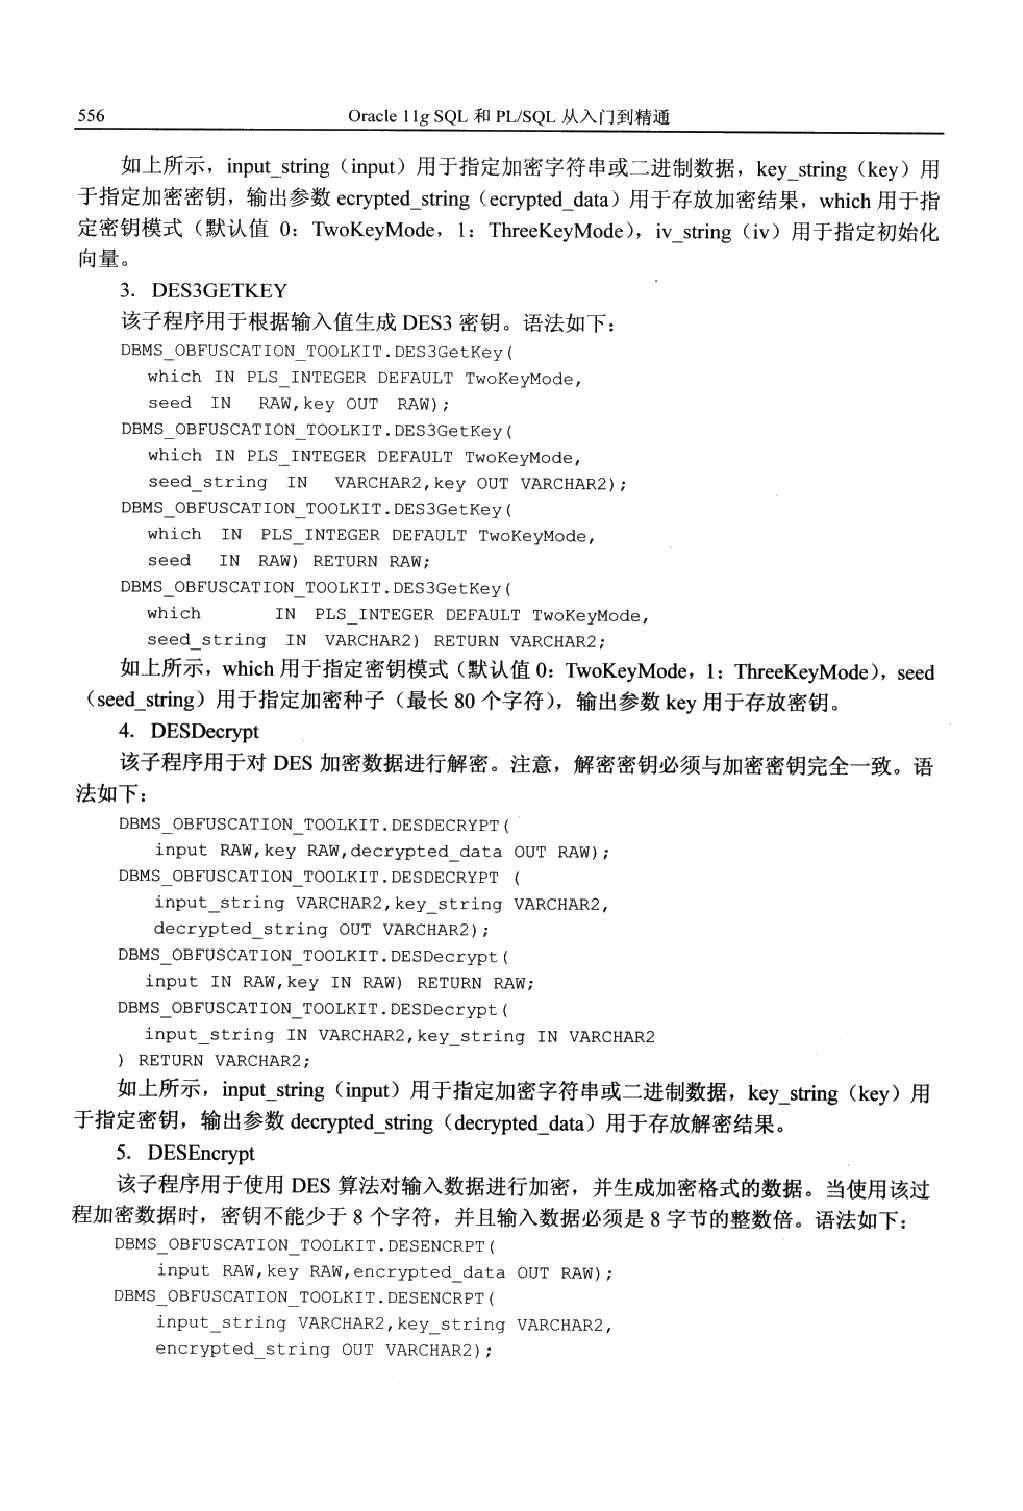 556 Oracle 11g SQL 和 PL/SQL 从入门到精通
如上所示，input_string（input）用于指定加密字符串或二进制数据，key_string（key）用
于指定加密密钥，输出参数 ecrypted_string（ecrypted_data）用于存放加密结果，which 用于指
定密钥模式（默认值 0：TwoKeyMode，1：ThreeKeyMode），iv_string（iv）用于指定初始化
向量。
3．DES3GETKEY
该子程序用于根据输入值生成 DES3 密钥。语法如下：
DBMS_OBFUSCATION_TOOLKIT.DES3GetKey(
which IN PLS_INTEGER DEFAULT TwoKeyMode,
seed IN RAW,key OUT RAW);
DBMS_OBFUSCATION_TOOLKIT.DES3GetKey(
which IN PLS_INTEGER DEFAULT TwoKeyMode,
seed_string IN VARCHAR2,key OUT VARCHAR2);
DBMS_OBFUSCATION_TOOLKIT.DES3GetKey(
which IN PLS_INTEGER DEFAULT TwoKeyMode,
seed IN RAW) RETURN RAW;
DBMS_OBFUSCATION_TOOLKIT.DES3GetKey(
which IN PLS_INTEGER DEFAULT TwoKeyMode,
seed_string IN VARCHAR2) RETURN VARCHAR2;
如上所示，which 用于指定密钥模式（默认值 0：TwoKeyMode，1：ThreeKeyMode），seed
（seed_string）用于指定加密种子（最长 80 个字符），输出参数 key 用于存放密钥。
4．DESDecrypt
该子程序用于对 DES 加密数据进行解密。注意，解密密钥必须与加密密钥完全一致。语
法如下：
DBMS_OBFUSCATION_TOOLKIT.DESDECRYPT(
input RAW,key RAW,decrypted_data OUT RAW);
DBMS_OBFUSCATION_TOOLKIT.DESDECRYPT (
input_string VARCHAR2,key_string VARCHAR2,
decrypted_string OUT VARCHAR2);
DBMS_OBFUSCATION_TOOLKIT.DESDecrypt(
input IN RAW,key IN RAW) RETURN RAW;
DBMS_OBFUSCATION_TOOLKIT.DESDecrypt(
input_string IN VARCHAR2,key_string IN VARCHAR2
) RETURN VARCHAR2;
如上所示，input_string（input）用于指定加密字符串或二进制数据，key_string（key）用
于指定密钥，输出参数 decrypted_string（decrypted_data）用于存放解密结果。
5．DESEncrypt
该子程序用于使用 DES 算法对输入数据进行加密，并生成加密格式的数据。当使用该过
程加密数据时，密钥不能少于 8 个字符，并且输入数据必须是 8 字节的整数倍。语法如下：
DBMS_OBFUSCATION_TOOLKIT.DESENCRPT(
input RAW,key RAW,encrypted_data OUT RAW);
DBMS_OBFUSCATION_TOOLKIT.DESENCRPT(
input_string VARCHAR2,key_string VARCHAR2,
encrypted_string OUT VARCHAR2);